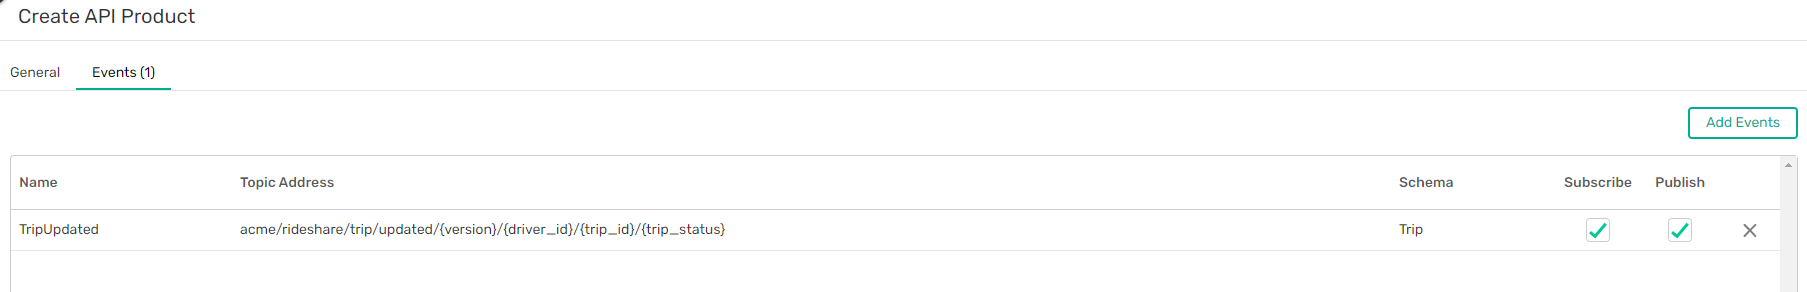 Create API Product
General Events (1)
Add Events
Name Topic Address Schema Subscribe Publish
TripUpdated acme/rideshare/trip/updated/{version}/{driver_id}/{trip_id}/{trip_status} Trip